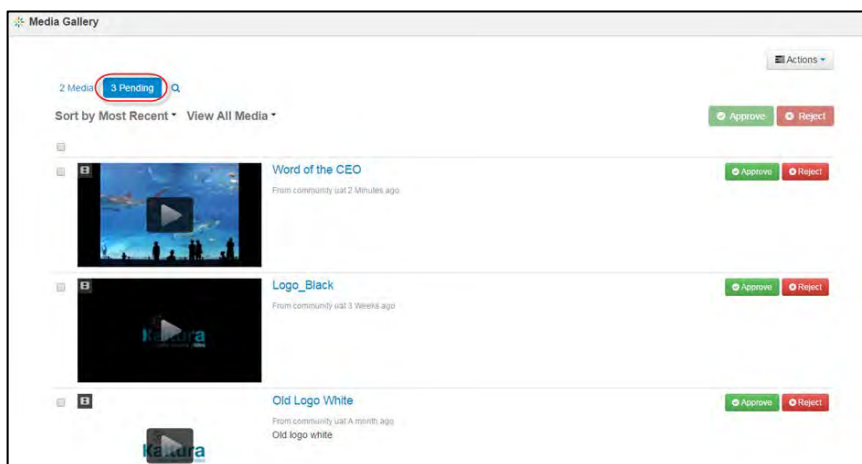 Media Gallery
Actions
2 Media 3 Pending
Sort by Most Recent View All Media
Approve Reject
Word of the CEO
Approve Reject
From community uat 2 Minutes ago
Logo_Black
Approve Reject
From community uat 3 Weeks ago
Kaltura
Old Logo White
Approve Reject
From community uat A month ago
Old logo white
Kaltura